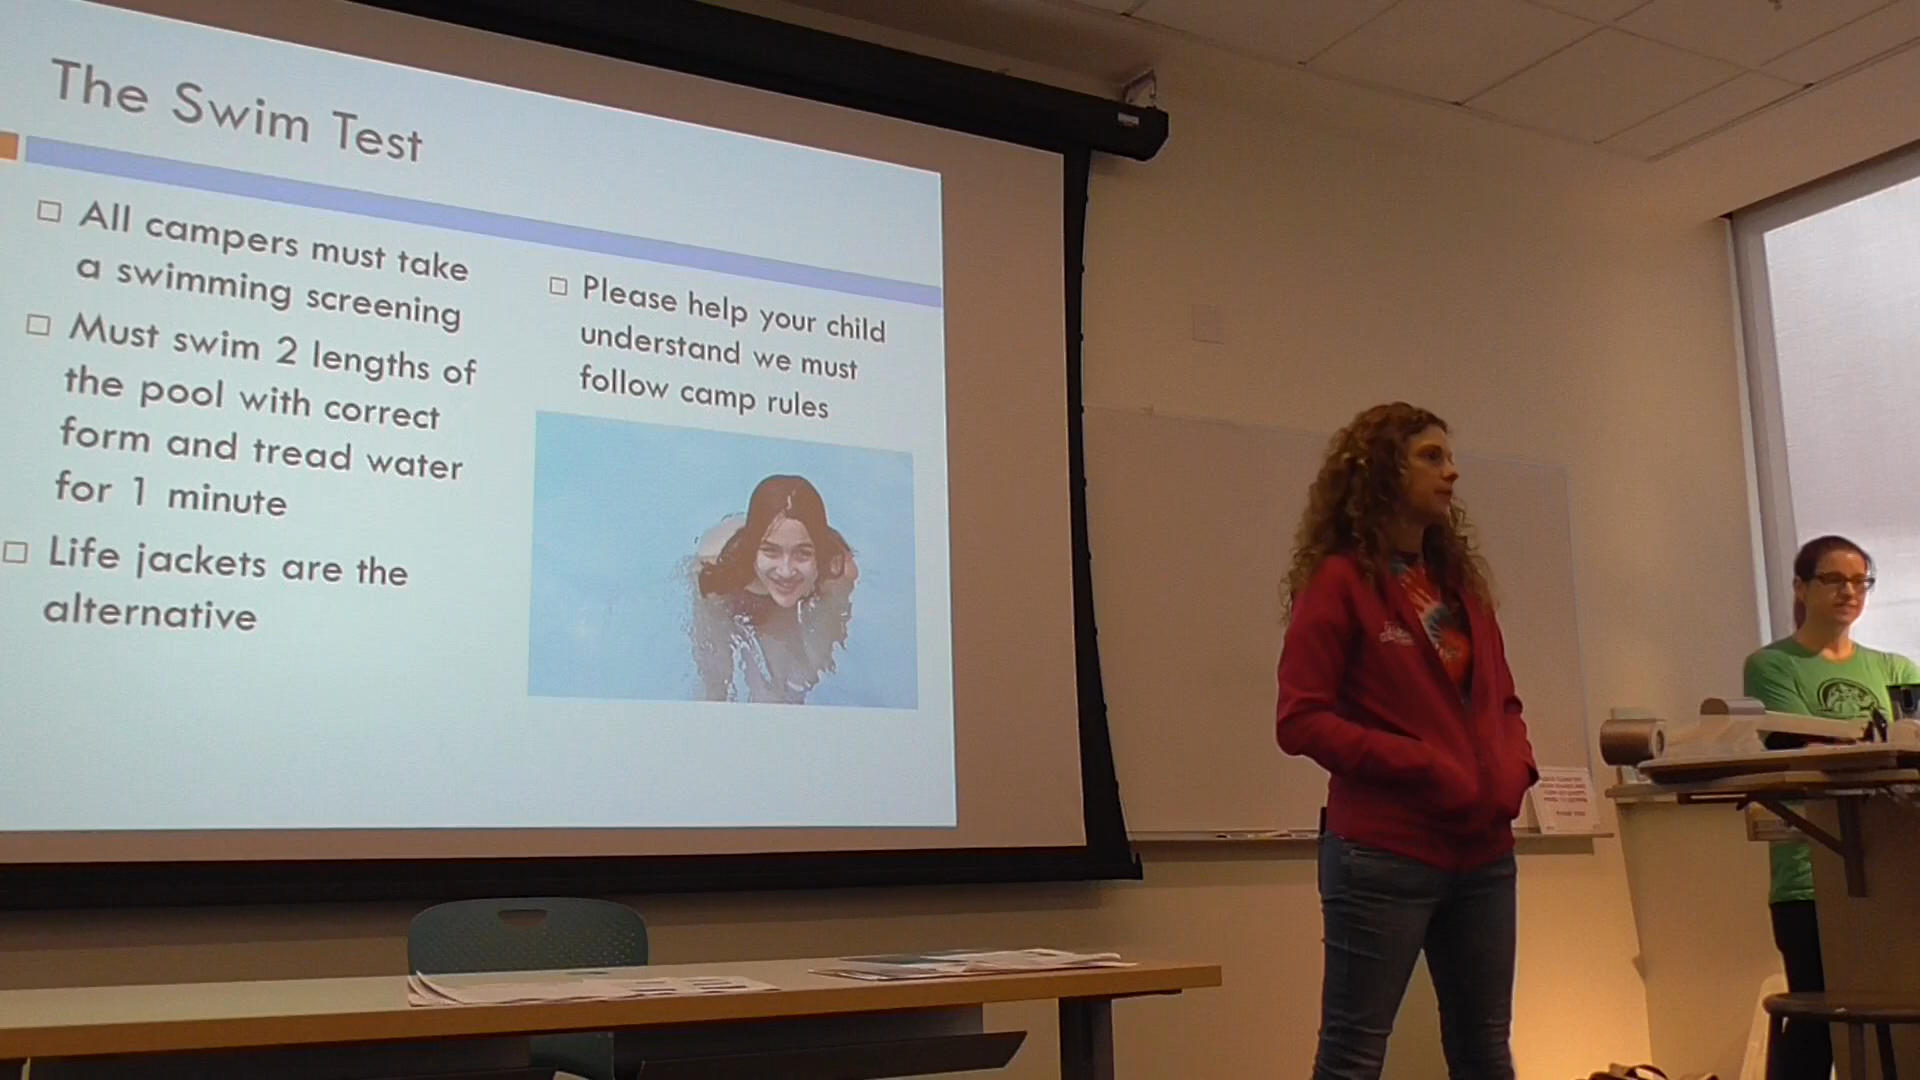 The Swim Test
All campers must take
a swimming screening
Must swim 2 lengths of
the pool with correct
form and tread water
for 1 minute
Life jackets are the
alternative
Please help your child
understand we must
follow camp rules